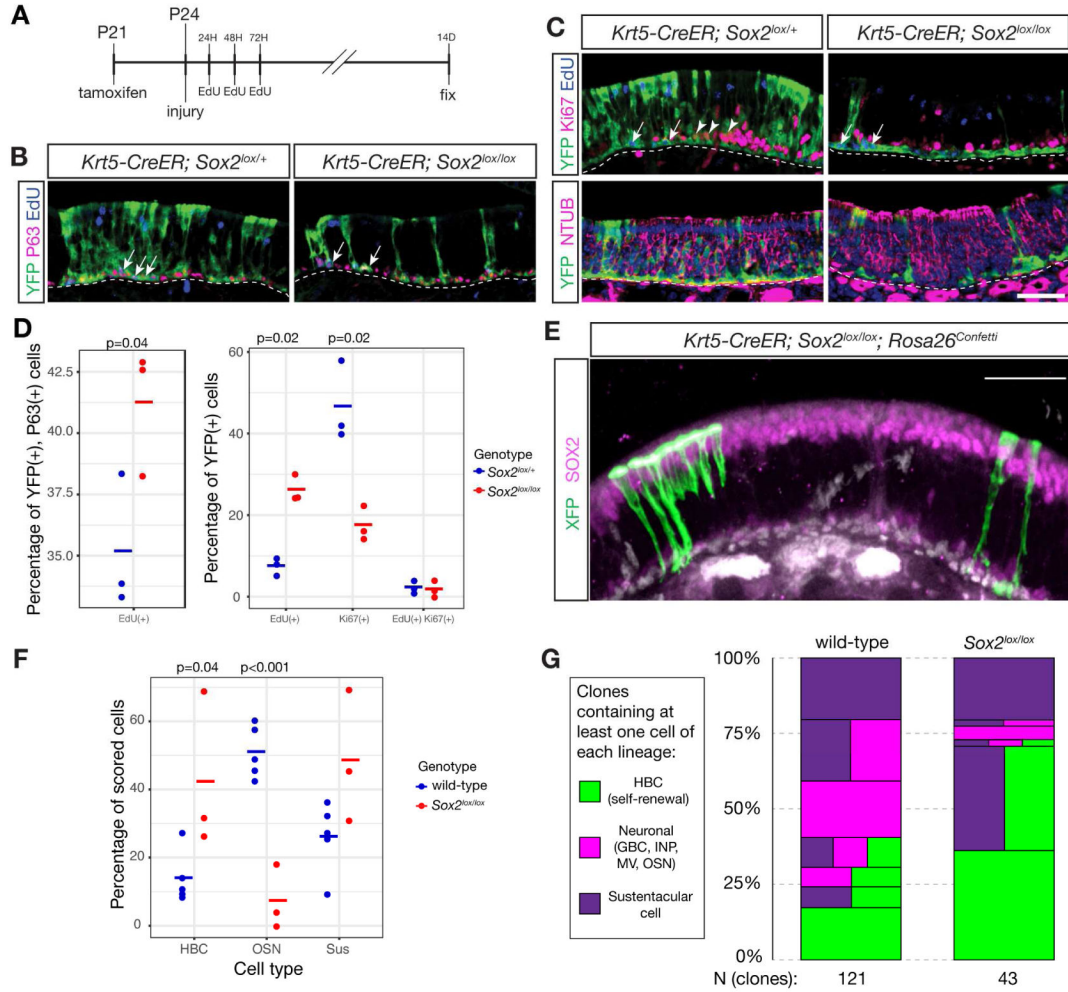 A
P21
P24
24H 48H 72H
14D
tamoxifen
EdU EdU EdU
injury
fix
B
Krt5-CreER; Sox2lox/+
Krt5-CreER; Sox2lox/lox
YFP P63 EdU
C
Krt5-CreER; Sox2lox/+
Krt5-CreER; Sox2lox/lox
YFP Ki67 EdU
YFP NTUB
D
p=0.04
Percentage of YFP(+), P63(+) cells
42.5
40.0
37.5
35.0
EdU(+)
p=0.02 p=0.02
Percentage of YFP(+) cells
60
40
20
0
EdU(+) Ki67(+) EdU(+) Ki67(+)
Genotype
Sox2lox/+
Sox2lox/lox
E
Krt5-CreER; Sox2lox/lox; Rosa26Confetti
XFP SOX2
F
p=0.04 p<0.001
Percentage of scored cells
60
40
20
0
HBC OSN Sus
Cell type
Genotype
wild-type
Sox2lox/lox
G
Clones
containing at
least one cell of
each lineage:
HBC
(self-renewal)
Neuronal
(GBC, INP,
MV, OSN)
Sustentacular
cell
wild-type Sox2lox/lox
100%
75%
50%
25%
0%
N (clones): 121 43